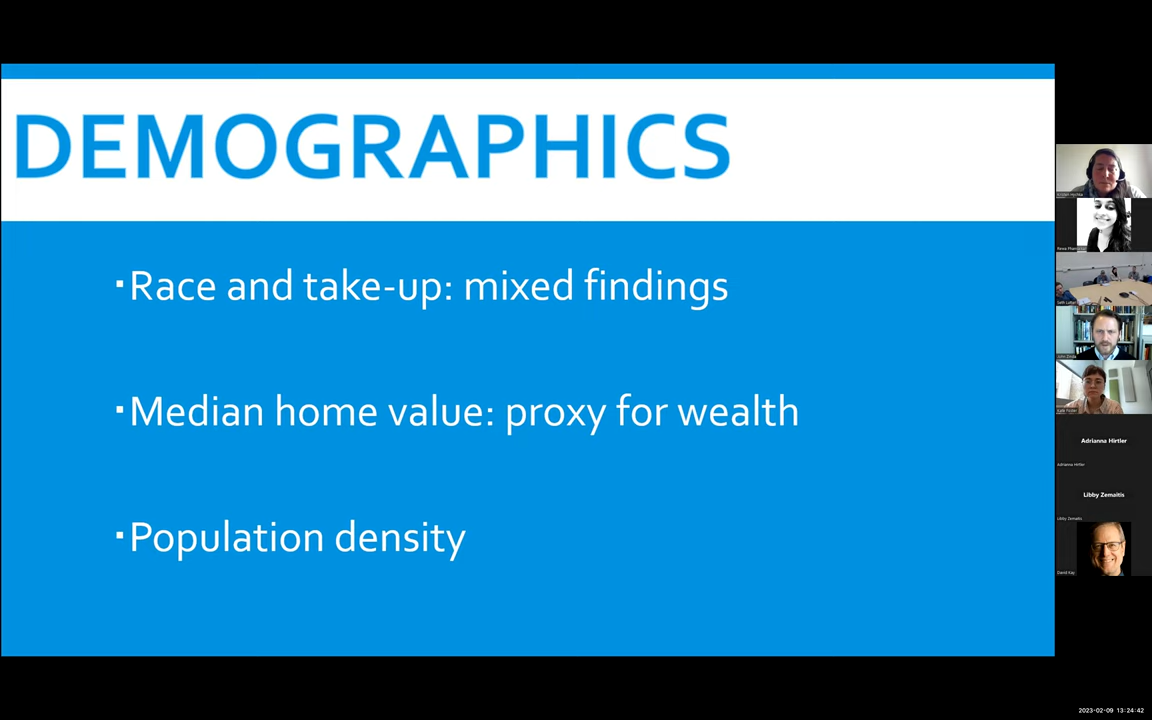 DEMOGRAPHICS
▪Race and take-up: mixed findings
▪Median home value: proxy for wealth
▪Population density
Adrianna Hirtler
Adrianna Hirtler
Libby Zemaitis
Libby Zemaitis
David Kay
2023-02-09 13:24:42